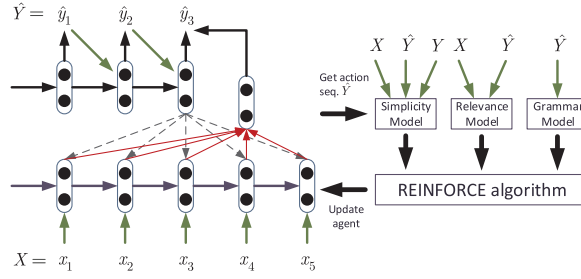 Ŷ = ŷ₁ ŷ₂ ŷ₃
X Ŷ Y X Ŷ Ŷ
Get action
seq. Ŷ
Simplicity
Model
Relevance
Model
Grammar
Model
REINFORCE algorithm
Update
agent
X = x₁ x₂ x₃ x₄ x₅